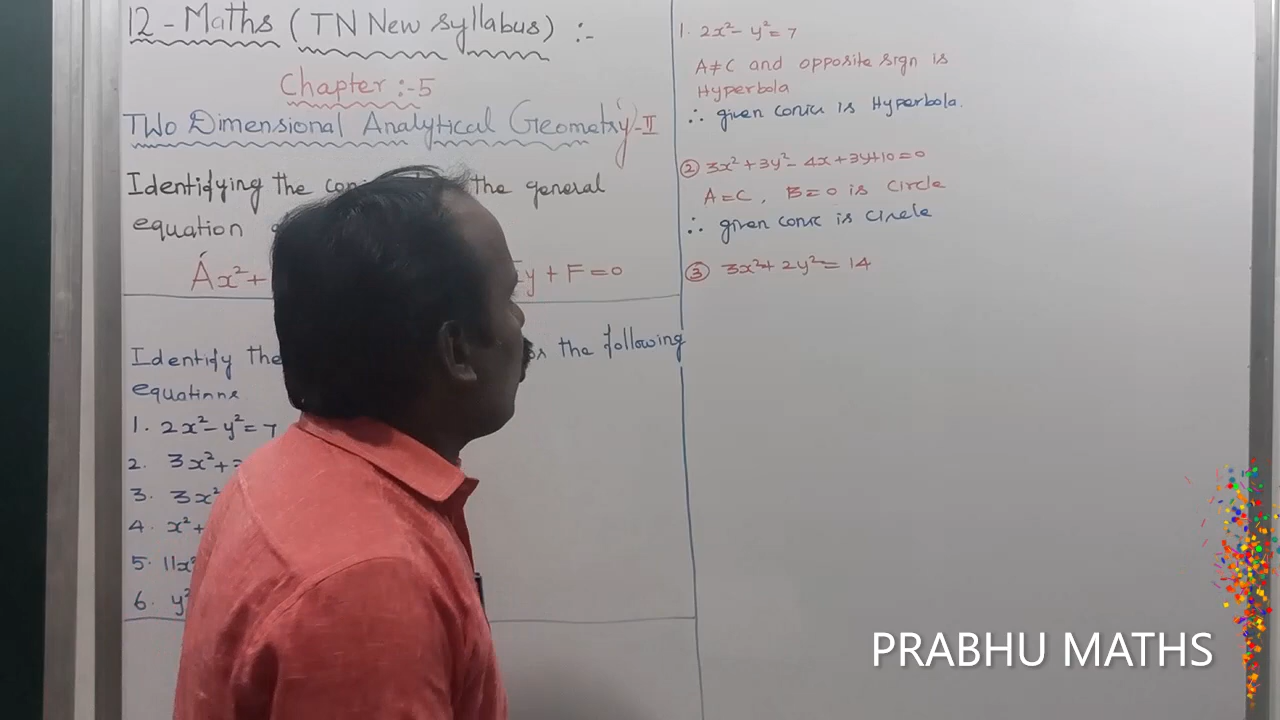 12 - Maths ( TN New syllabus) :-
Chapter :-5
Two Dimensional Analytical Geometry-II
Identifying the the general
equation
Ax²+ y + F = 0
Identify the the following
equations
1. 2x² - y² = 7
2. 3x²+
3. 3x²
4. x²+
5. 11x²
6. y²
1. 2x² - y² = 7
A≠C and opposite sign is
Hyperbola
∴ given conic is Hyperbola.
② 3x² + 3y² - 4x + 3y + 10 = 0
A = C , B = 0 is circle
∴ given conic is circle
③ 3x² + 2y² = 14
PRABHU MATHS